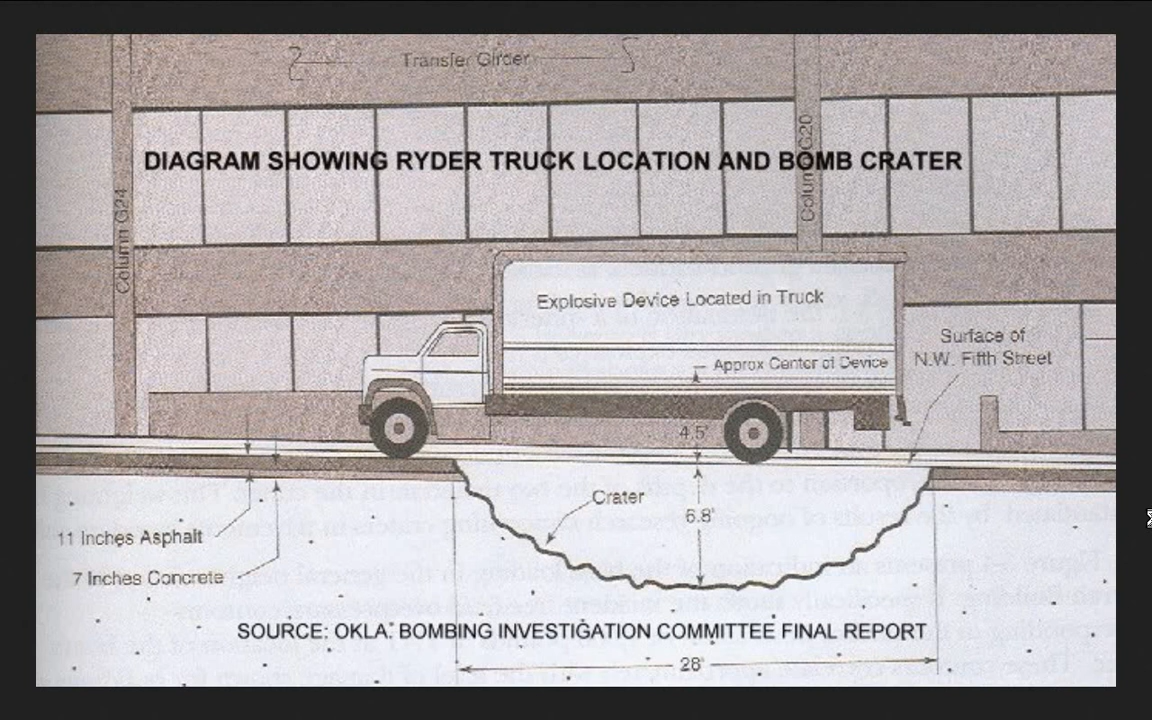 Transfer Girder
DIAGRAM SHOWING RYDER TRUCK LOCATION AND BOMB CRATER
Column G24
Column G20
Explosive Device Located in Truck
Approx Center of Device
Surface of
N.W. Fifth Street
4.5'
Crater
6.8'
11 Inches Asphalt
7 Inches Concrete
SOURCE: OKLA. BOMBING INVESTIGATION COMMITTEE FINAL REPORT
28'